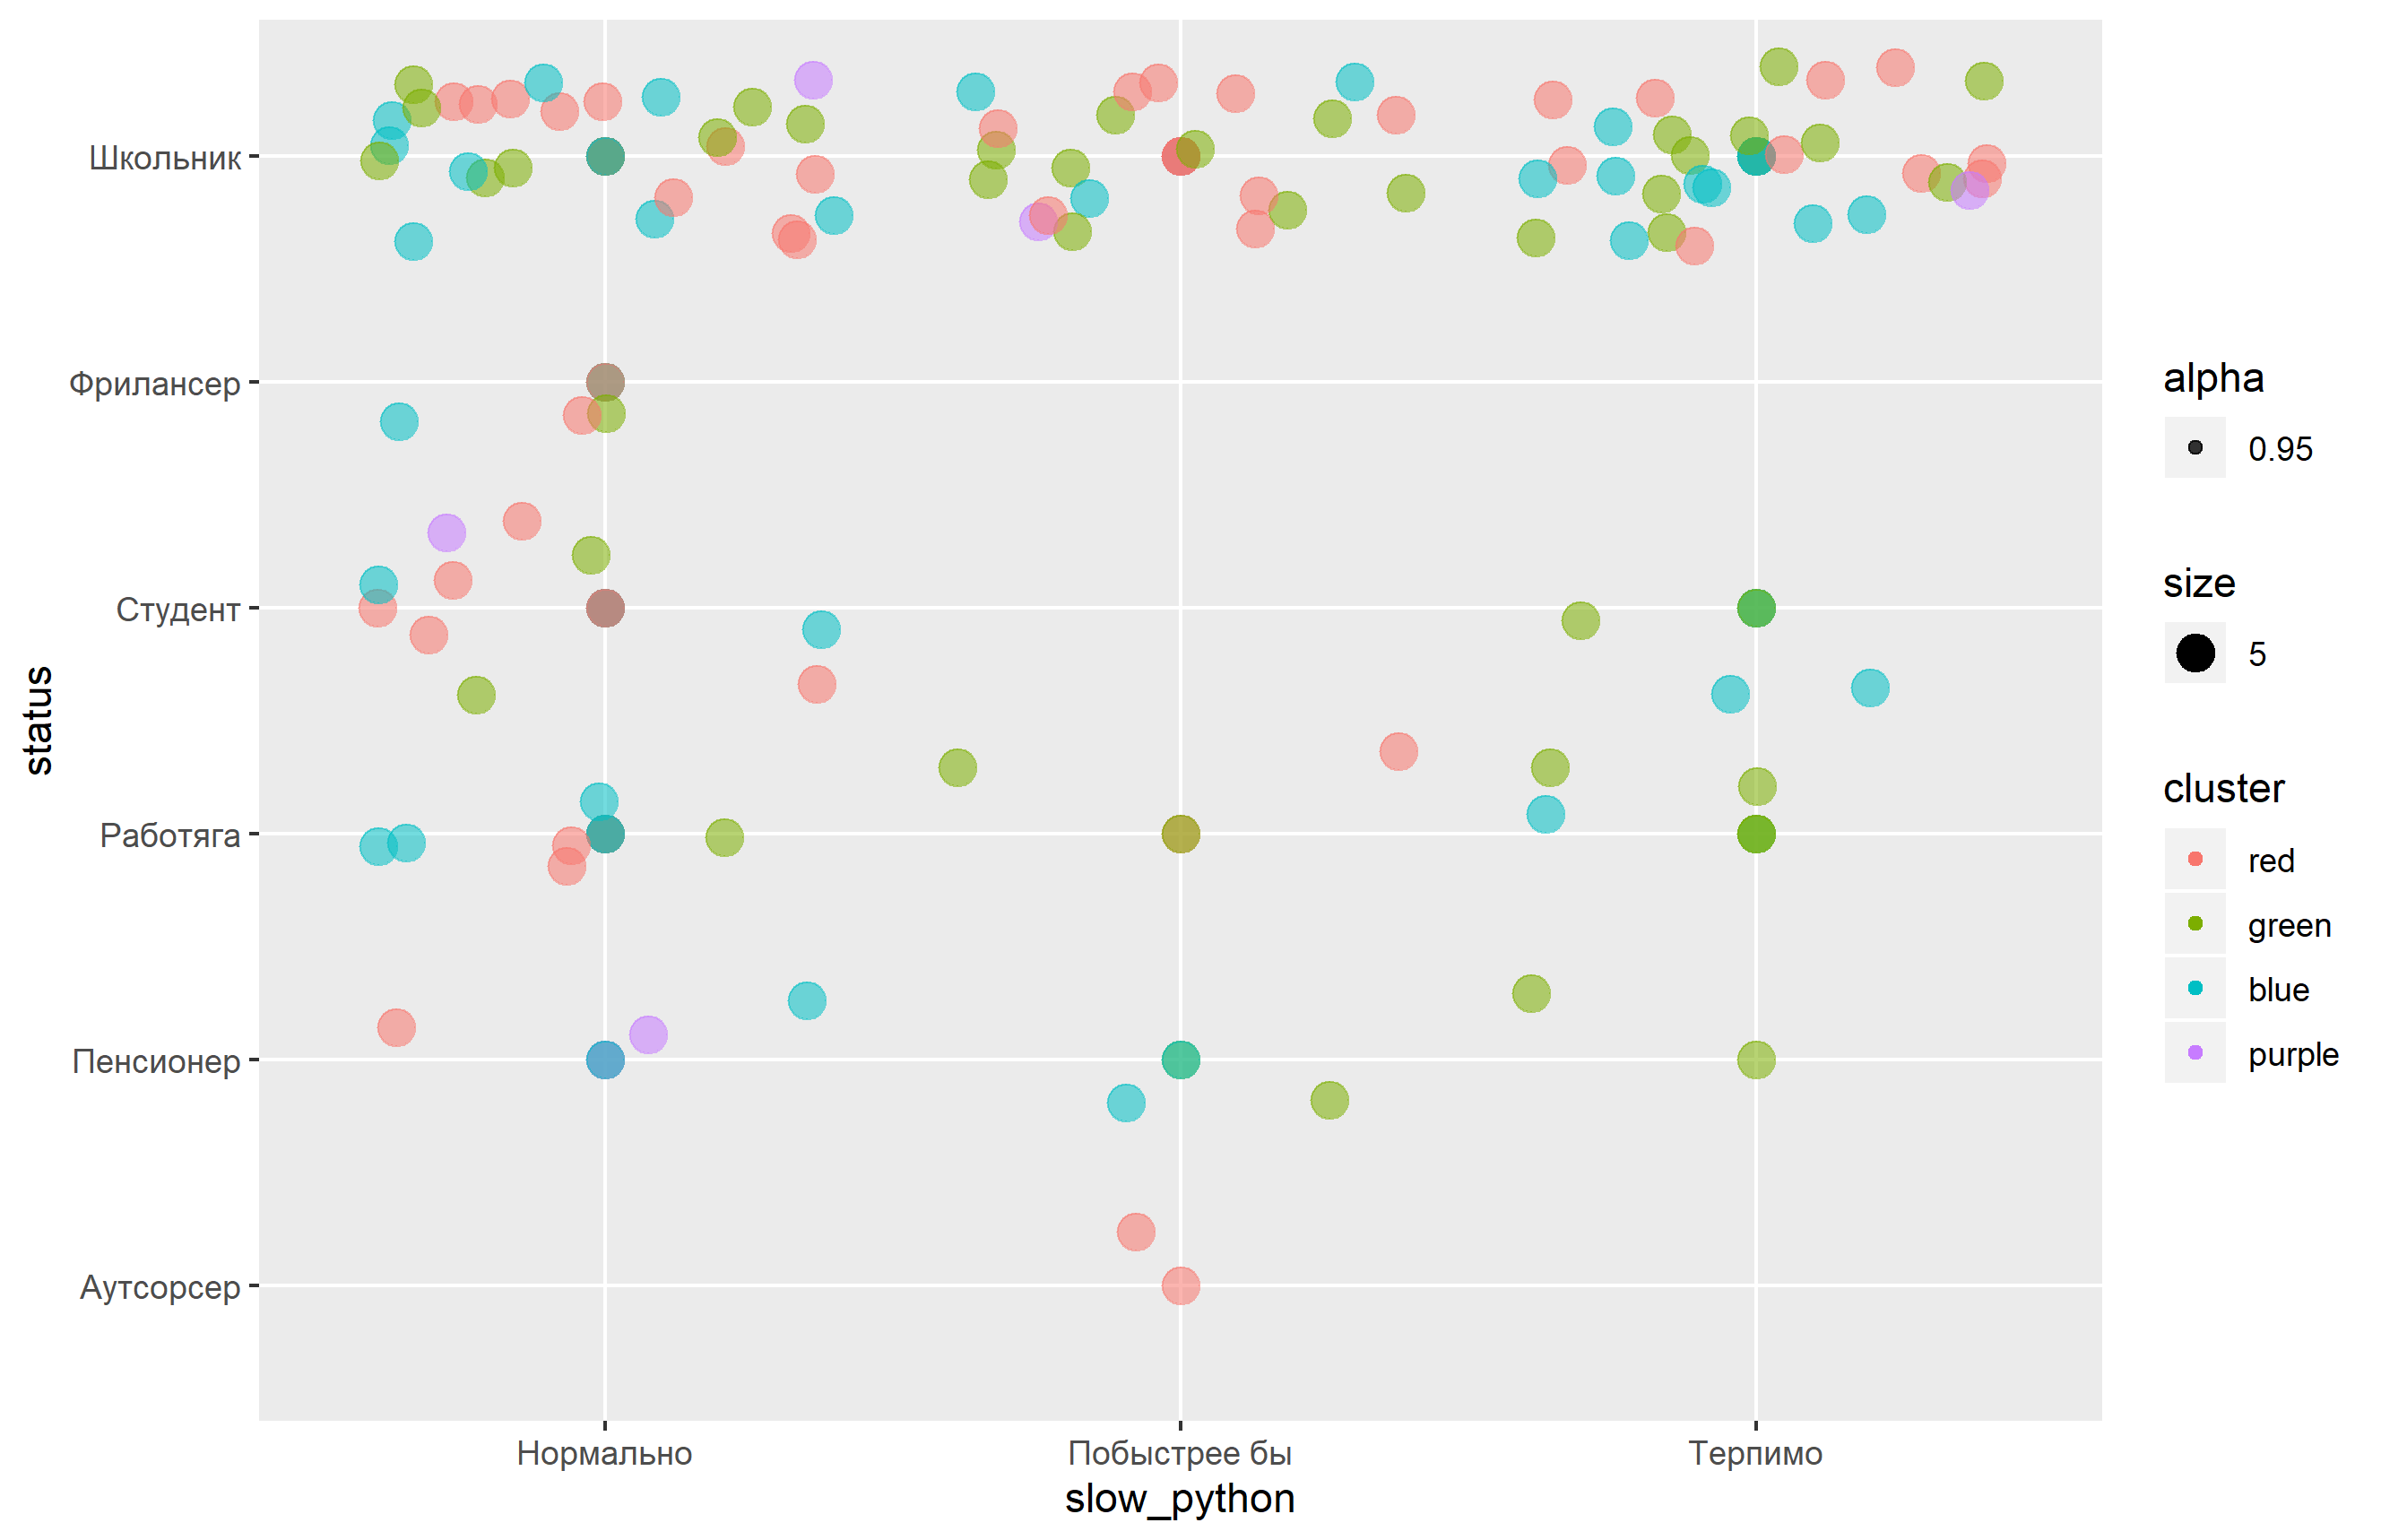 status
Школьник
Фрилансер
Студент
Работяга
Пенсионер
Аутсорсер
Нормально
Побыстрее бы
Терпимо
slow_python
alpha
0.95
size
5
cluster
red
green
blue
purple